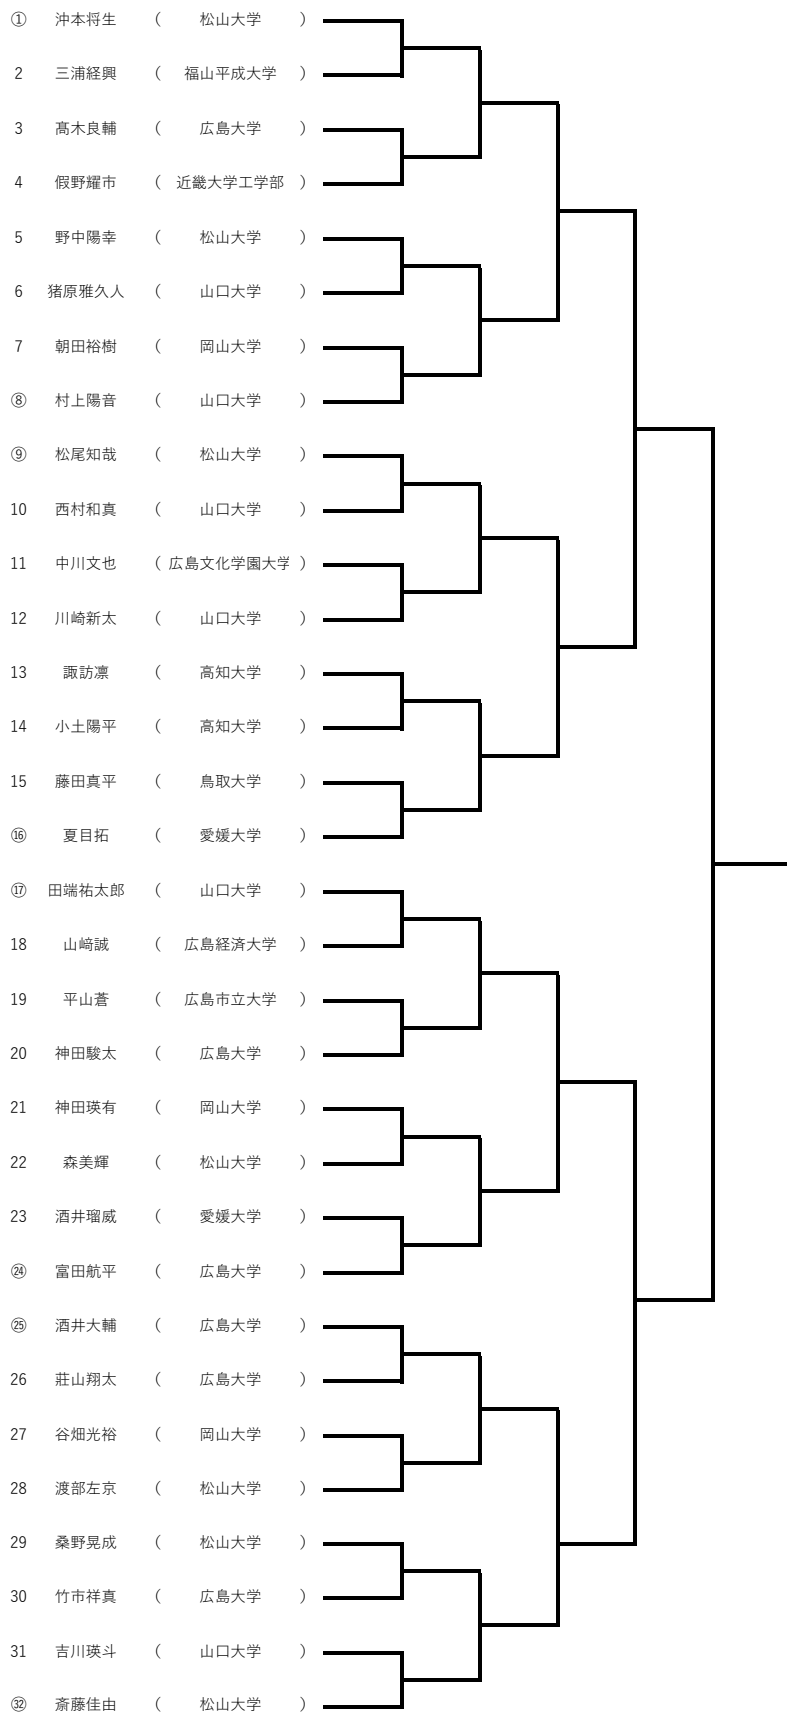 ① 沖本将生 ( 松山大学 )
2 三浦経興 ( 福山平成大学 )
3 髙木良輔 ( 広島大学 )
4 假野耀市 ( 近畿大学工学部 )
5 野中陽幸 ( 松山大学 )
6 猪原雅久人 ( 山口大学 )
7 朝田裕樹 ( 岡山大学 )
⑧ 村上陽音 ( 山口大学 )
⑨ 松尾知哉 ( 松山大学 )
10 西村和真 ( 山口大学 )
11 中川文也 ( 広島文化学園大学 )
12 川崎新太 ( 山口大学 )
13 諏訪凛 ( 高知大学 )
14 小土陽平 ( 高知大学 )
15 藤田真平 ( 鳥取大学 )
⑯ 夏目拓 ( 愛媛大学 )
⑰ 田端祐太郎 ( 山口大学 )
18 山﨑誠 ( 広島経済大学 )
19 平山蒼 ( 広島市立大学 )
20 神田駿太 ( 広島大学 )
21 神田瑛有 ( 岡山大学 )
22 森美輝 ( 松山大学 )
23 酒井瑠威 ( 愛媛大学 )
㉔ 富田航平 ( 広島大学 )
㉕ 酒井大輔 ( 広島大学 )
26 莊山翔太 ( 広島大学 )
27 谷畑光裕 ( 岡山大学 )
28 渡部左京 ( 松山大学 )
29 桑野晃成 ( 松山大学 )
30 竹市祥真 ( 広島大学 )
31 吉川瑛斗 ( 山口大学 )
㉜ 斎藤佳由 ( 松山大学 )